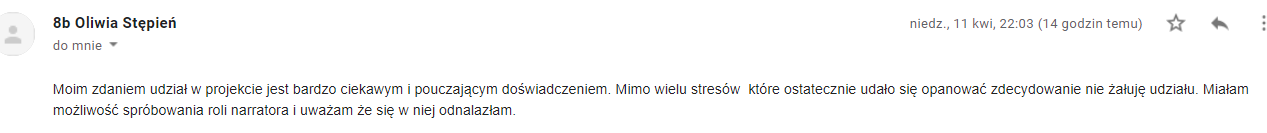 8b Oliwia Stępień
niedz., 11 kwi, 22:03 (14 godzin temu)
do mnie
Moim zdaniem udział w projekcie jest bardzo ciekawym i pouczającym doświadczeniem. Mimo wielu stresów  które ostatecznie udało się opanować zdecydowanie nie żałuję udziału. Miałam
możliwość spróbowania roli narratora i uważam że się w niej odnalazłam.